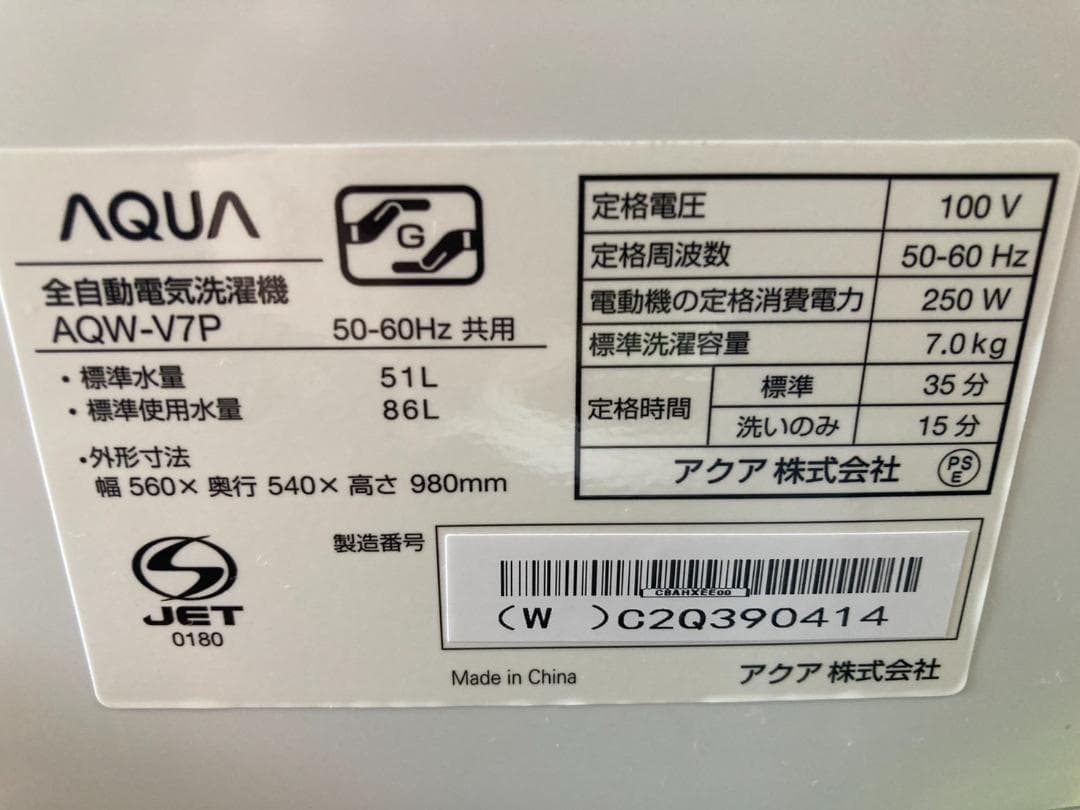 AQUA
G
全自動電気洗濯機
AQW-V7P
50-60Hz 共用
・標準水量 51L
・標準使用水量 86L
・外形寸法
幅 560× 奥行 540× 高さ 980mm
定格電圧 100 V
定格周波数 50-60 Hz
電動機の定格消費電力 250 W
標準洗濯容量 7.0kg
定格時間 標準 35 分
洗いのみ 15 分
アクア 株式会社 PSE
JET
0180
製造番号
C8AHXEE00
(W )C2Q390414
Made in China
アクア 株式会社